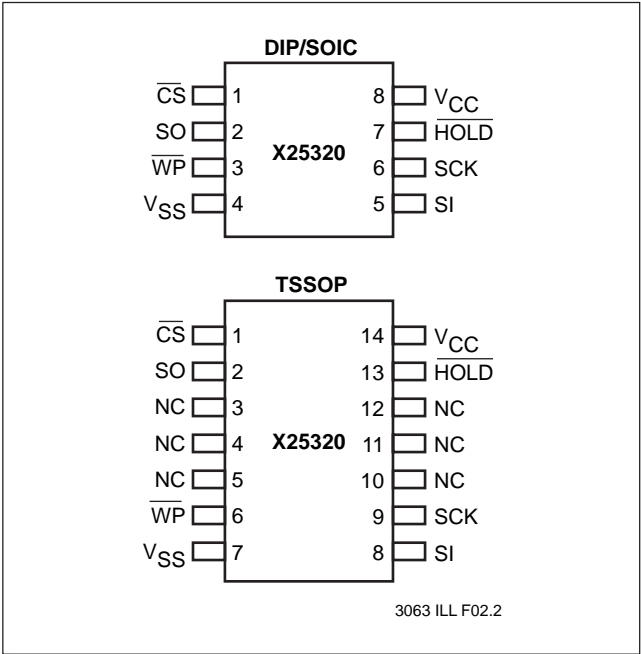 DIP/SOIC
CS 1 8 VCC
SO 2 7 HOLD
WP 3 X25320 6 SCK
VSS 4 5 SI
TSSOP
CS 1 14 VCC
SO 2 13 HOLD
NC 3 12 NC
NC 4 X25320 11 NC
NC 5 10 NC
WP 6 9 SCK
VSS 7 8 SI
3063 ILL F02.2